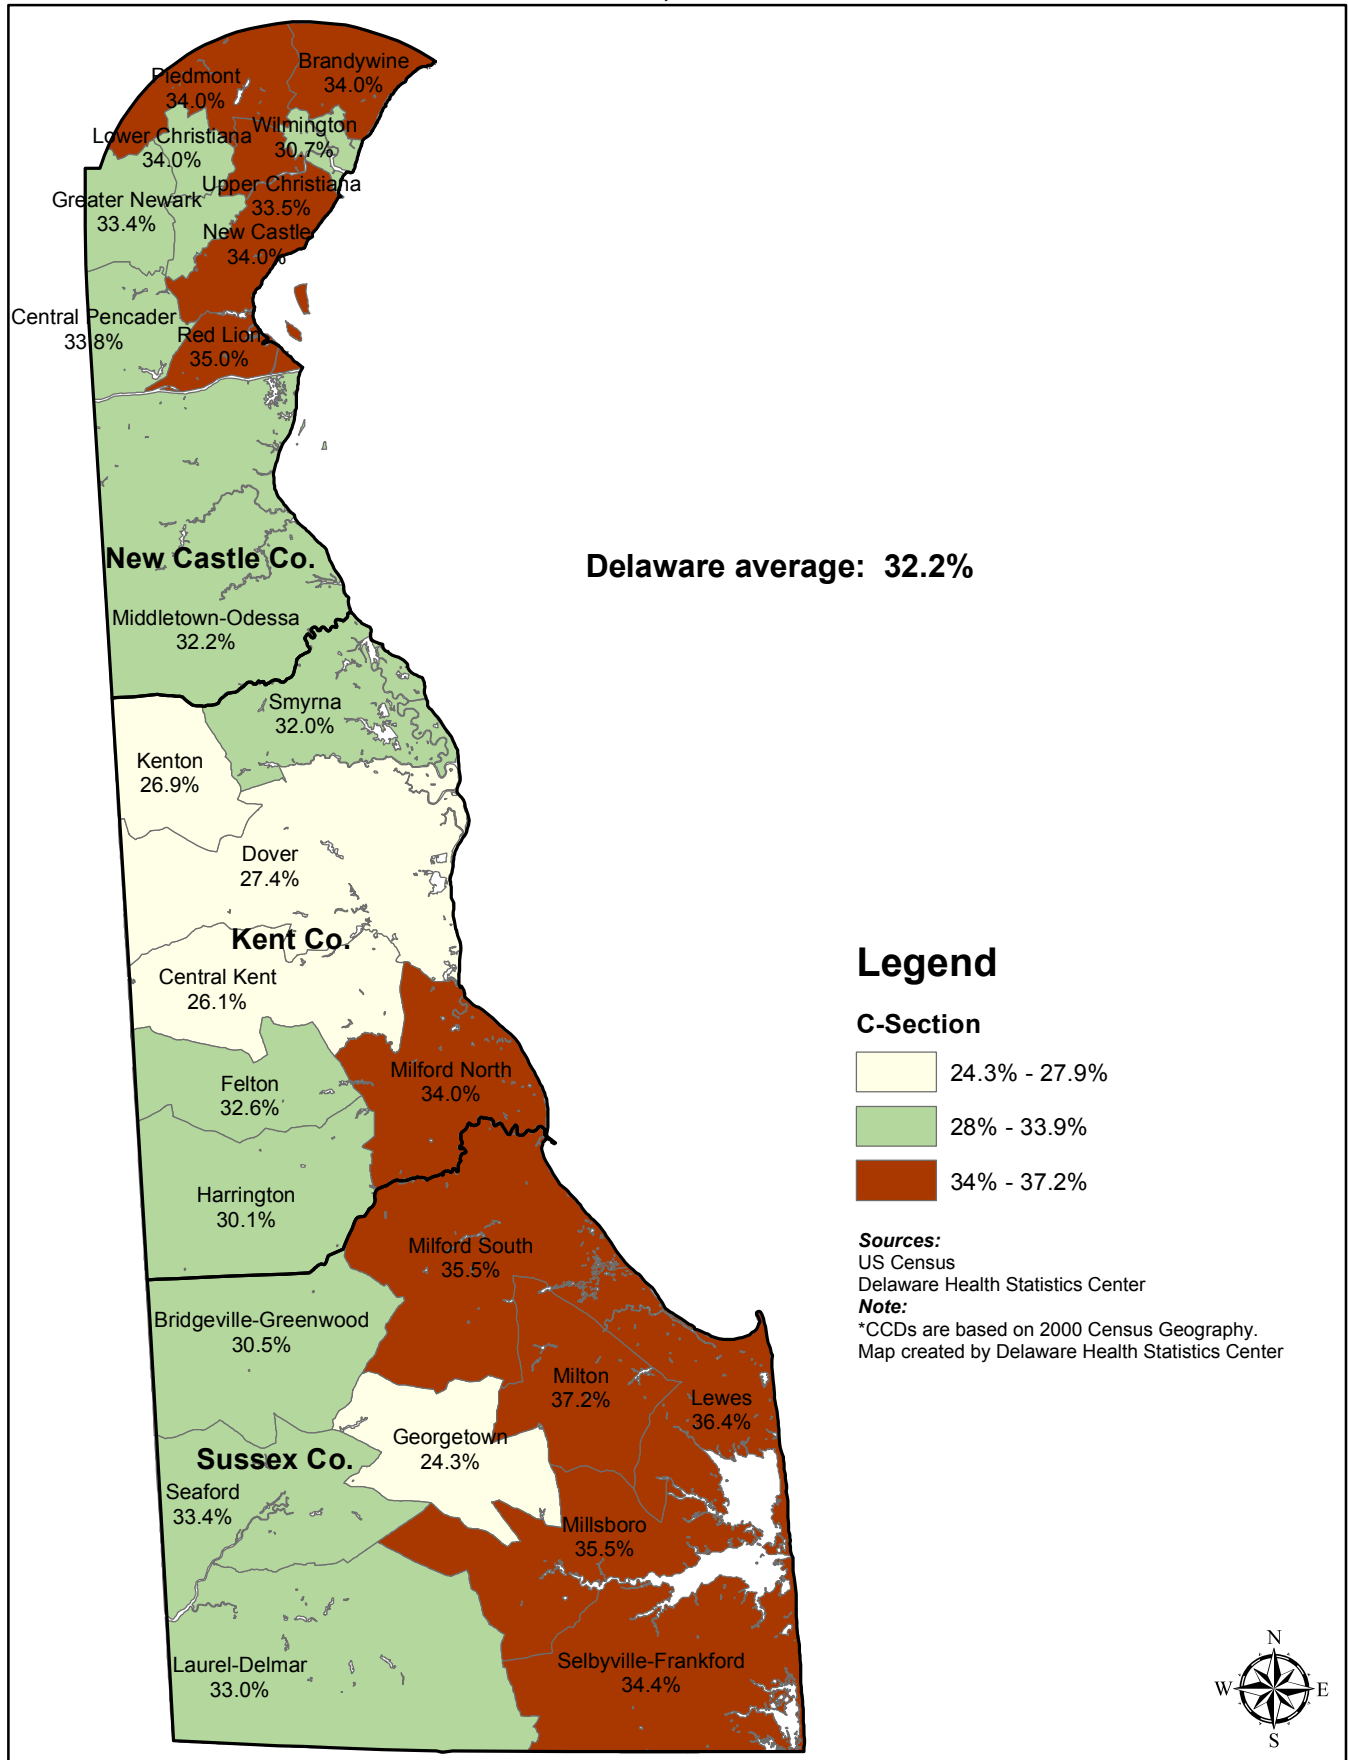 Brandywine
34.0%
Piedmont
34.0%
Wilmington
30.7%
Lower Christiana
34.0%
Upper Christiana
33.5%
Greater Newark
33.4%
New Castle
34.0%
Central Pencader
33.8%
Red Lion
35.0%
New Castle Co.
Delaware average: 32.2%
Middletown-Odessa
32.2%
Smyrna
32.0%
Kenton
26.9%
Dover
27.4%
Kent Co.
Central Kent
26.1%
Milford North
34.0%
Felton
32.6%
Harrington
30.1%
Legend
C-Section
24.3% - 27.9%
28% - 33.9%
34% - 37.2%
Sources:
US Census
Delaware Health Statistics Center
Note:
*CCDs are based on 2000 Census Geography.
Map created by Delaware Health Statistics Center
Milford South
35.5%
Bridgeville-Greenwood
30.5%
Milton
37.2%
Lewes
36.4%
Georgetown
24.3%
Sussex Co.
Seaford
33.4%
Millsboro
35.5%
Laurel-Delmar
33.0%
Selbyville-Frankford
34.4%
N
W
E
S